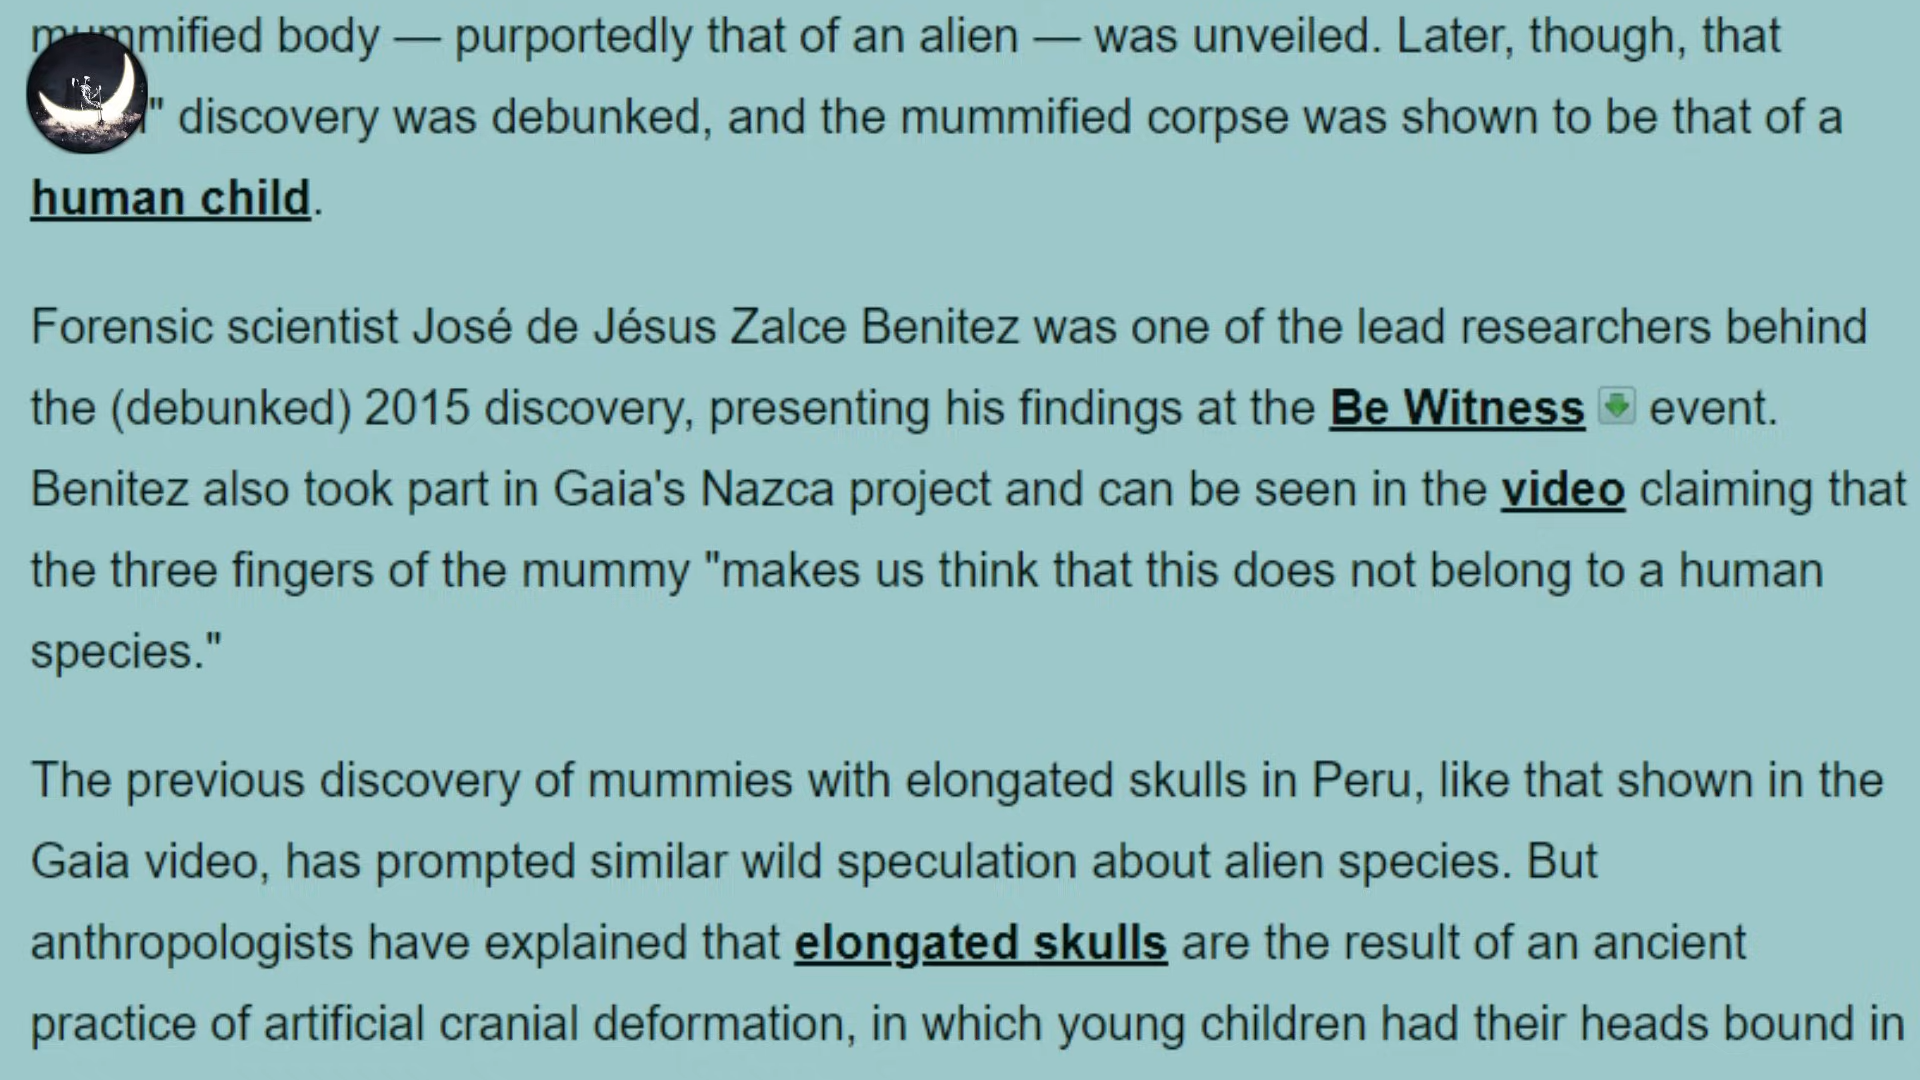 mummified body — purportedly that of an alien — was unveiled. Later, though, that
" discovery was debunked, and the mummified corpse was shown to be that of a
human child.
Forensic scientist José de Jésus Zalce Benitez was one of the lead researchers behind
the (debunked) 2015 discovery, presenting his findings at the Be Witness event.
Benitez also took part in Gaia's Nazca project and can be seen in the video claiming that
the three fingers of the mummy "makes us think that this does not belong to a human
species."
The previous discovery of mummies with elongated skulls in Peru, like that shown in the
Gaia video, has prompted similar wild speculation about alien species. But
anthropologists have explained that elongated skulls are the result of an ancient
practice of artificial cranial deformation, in which young children had their heads bound in